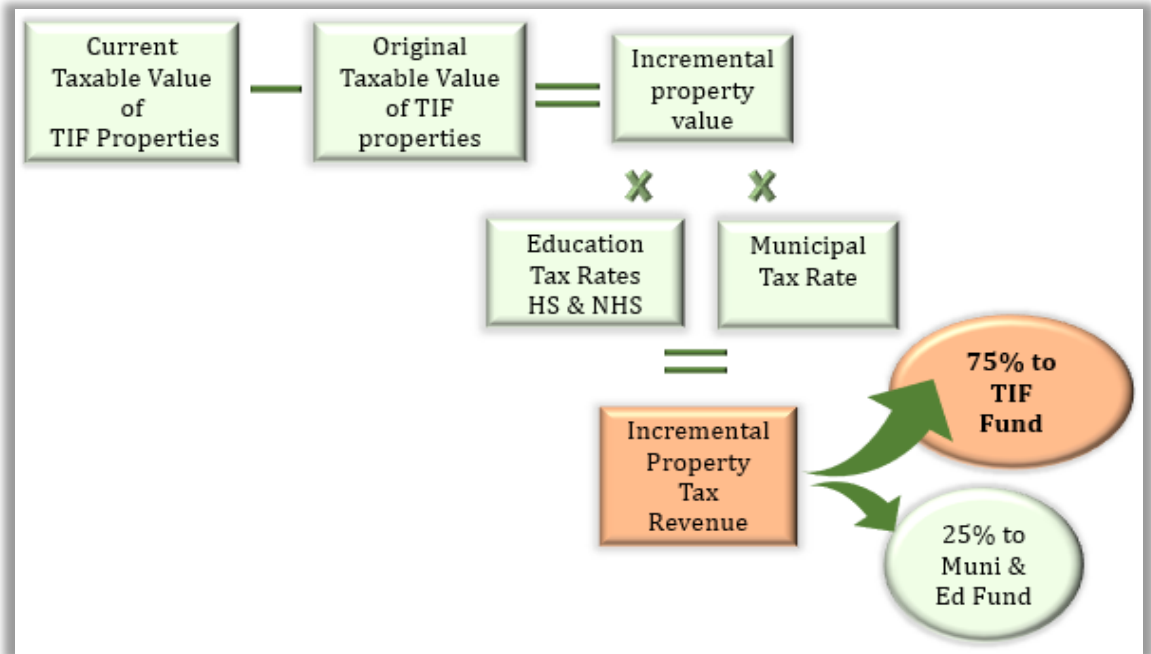 Current
Taxable Value
of
TIF Properties
Original
Taxable Value
of TIF
properties
Incremental
property
value
Education
Tax Rates
HS & NHS
Municipal
Tax Rate
Incremental
Property
Tax
Revenue
75% to
TIF
Fund
25% to
Muni &
Ed Fund